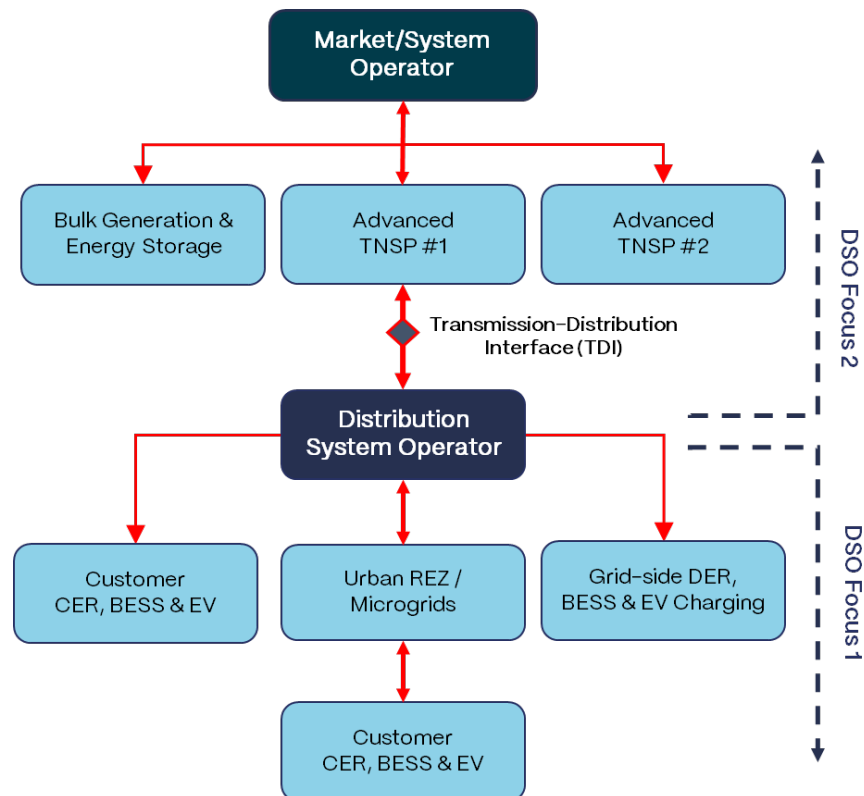 Market/System
Operator
Bulk Generation &
Energy Storage
Advanced
TNSP #1
Advanced
TNSP #2
DSO Focus 2
Transmission-Distribution
Interface (TDI)
Distribution
System Operator
Customer
CER, BESS & EV
Urban REZ /
Microgrids
Grid-side DER,
BESS & EV Charging
DSO Focus 1
Customer
CER, BESS & EV